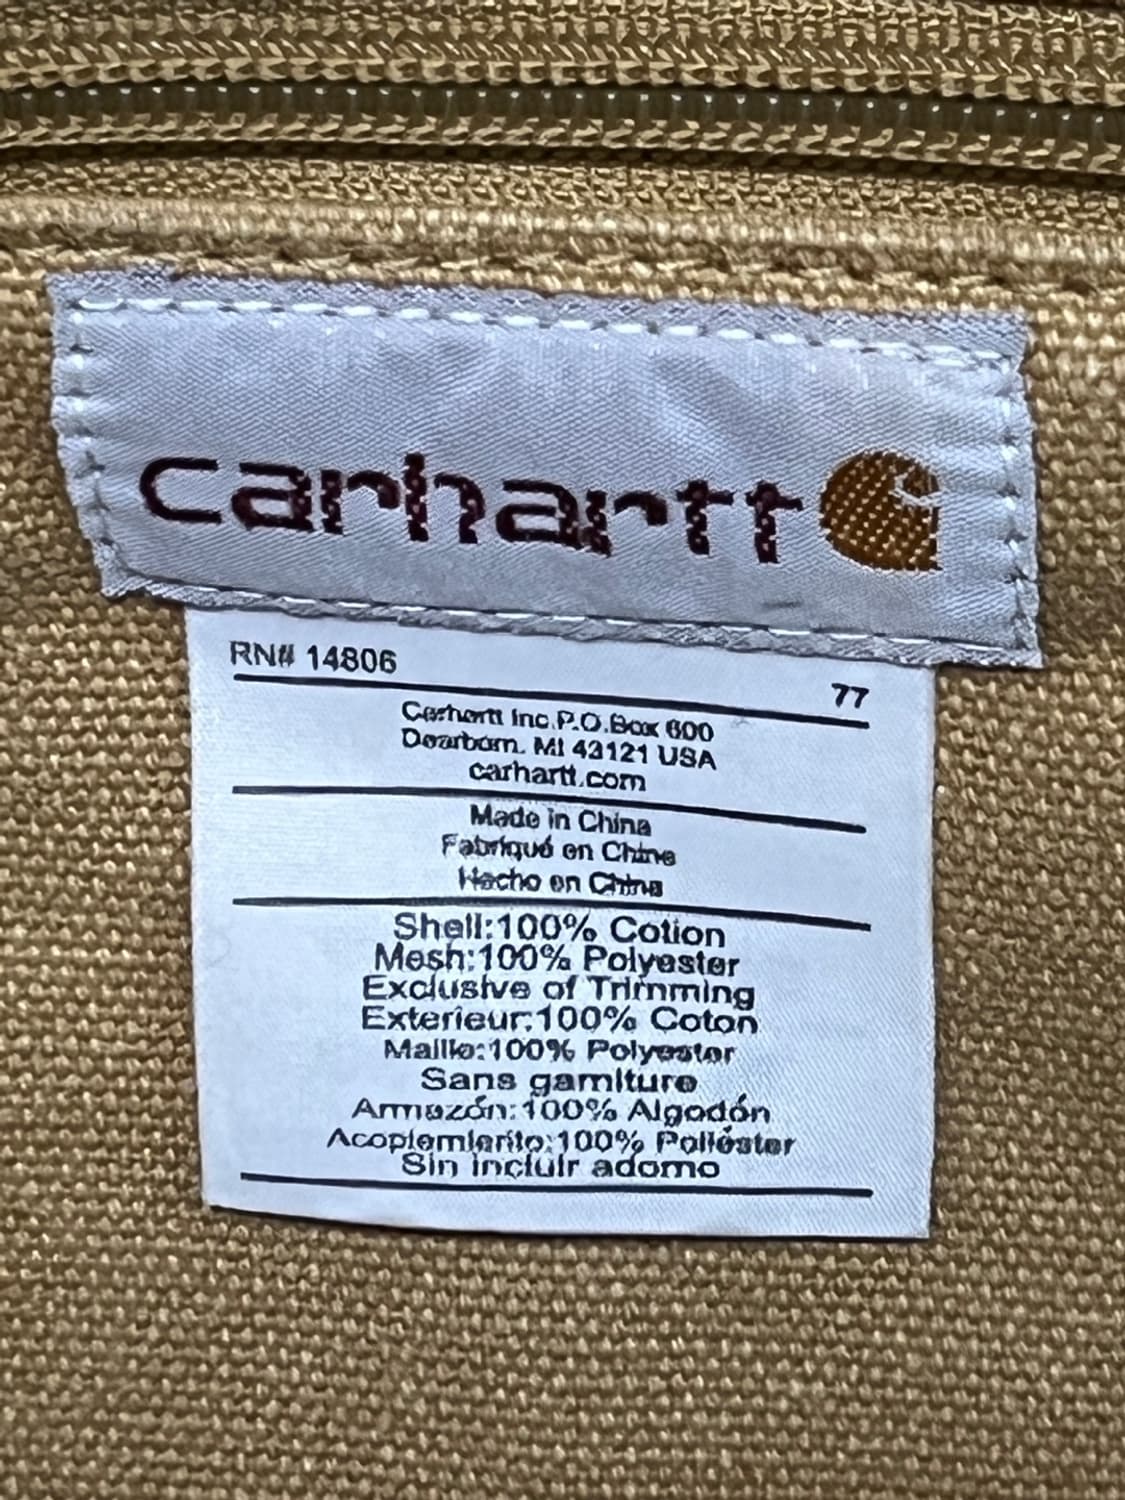 carhartt
RN# 14806
77
Carhartt Inc.P.O.Box 600
Dearborn. MI 43121 USA
carhartt.com
Made in China
Fabriqué en Chine
Hecho en China
Shell:100% Cotton
Mesh:100% Polyester
Exclusive of Trimming
Exterieur:100% Coton
Maille:100% Polyester
Sans garniture
Armazón:100% Algodón
Acoplemiento:100% Poliéster
Sin incluir adorno